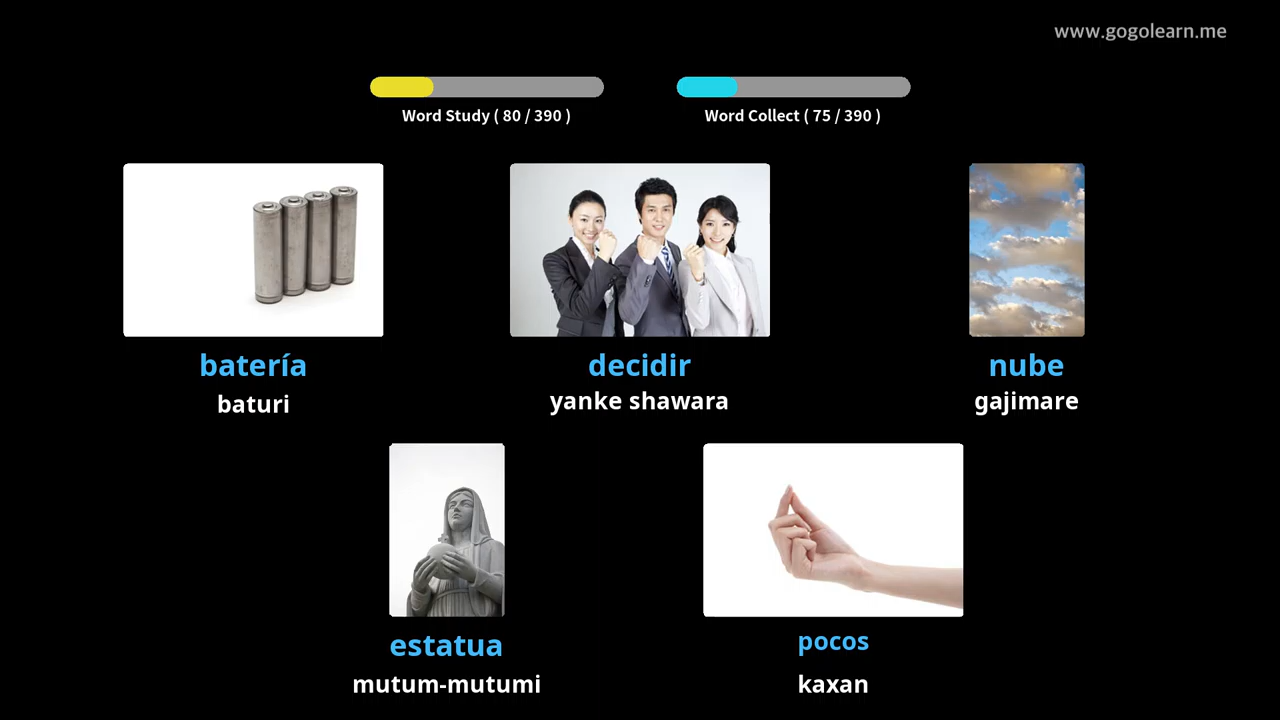 www.gogolearn.me
Word Study ( 80 / 390 )
Word Collect ( 75 / 390 )
batería
baturi
decidir
yanke shawara
nube
gajimare
estatua
mutum-mutumi
pocos
kaxan